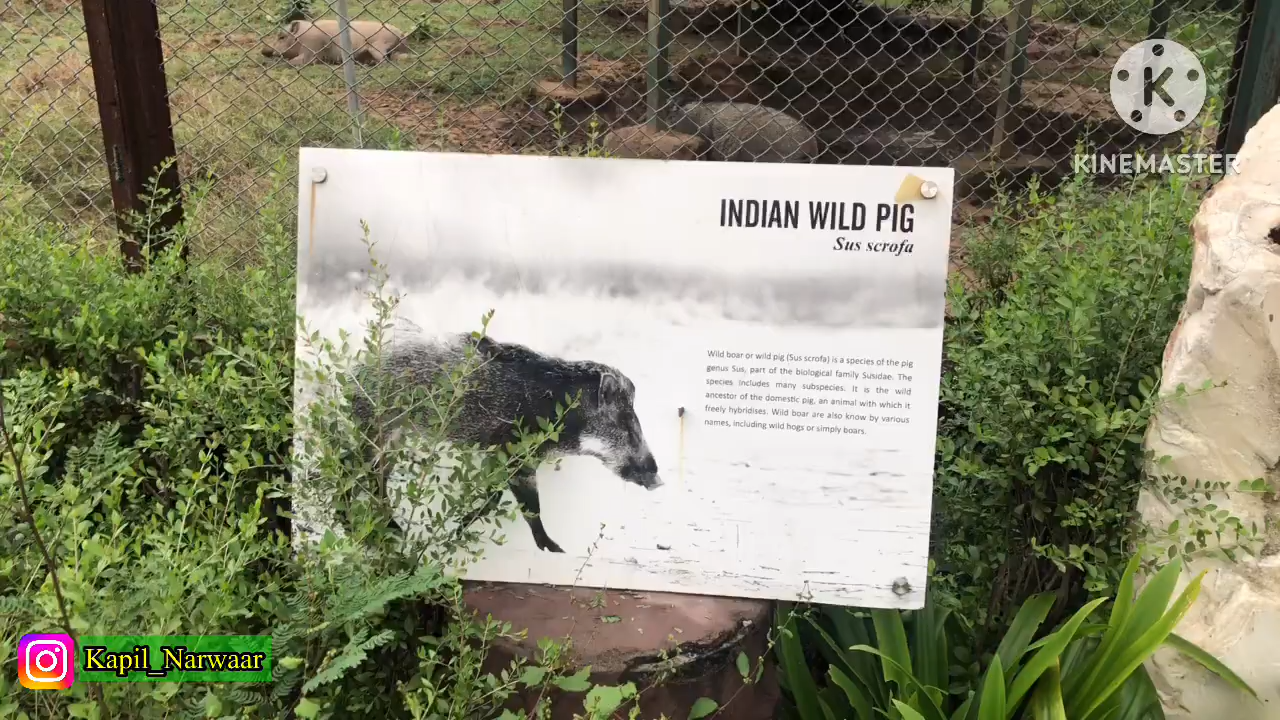 K
KINEMASTER
INDIAN WILD PIG
Sus scrofa
Wild boar or wild pig (Sus scrofa) is a species of the pig
genus Sus, part of the biological family Susidae. The
species includes many subspecies. It is the wild
ancestor of the domestic pig, an animal with which it
freely hybridises. Wild boar are also know by various
names, including wild hogs or simply boars.
Kapil_Narwaar